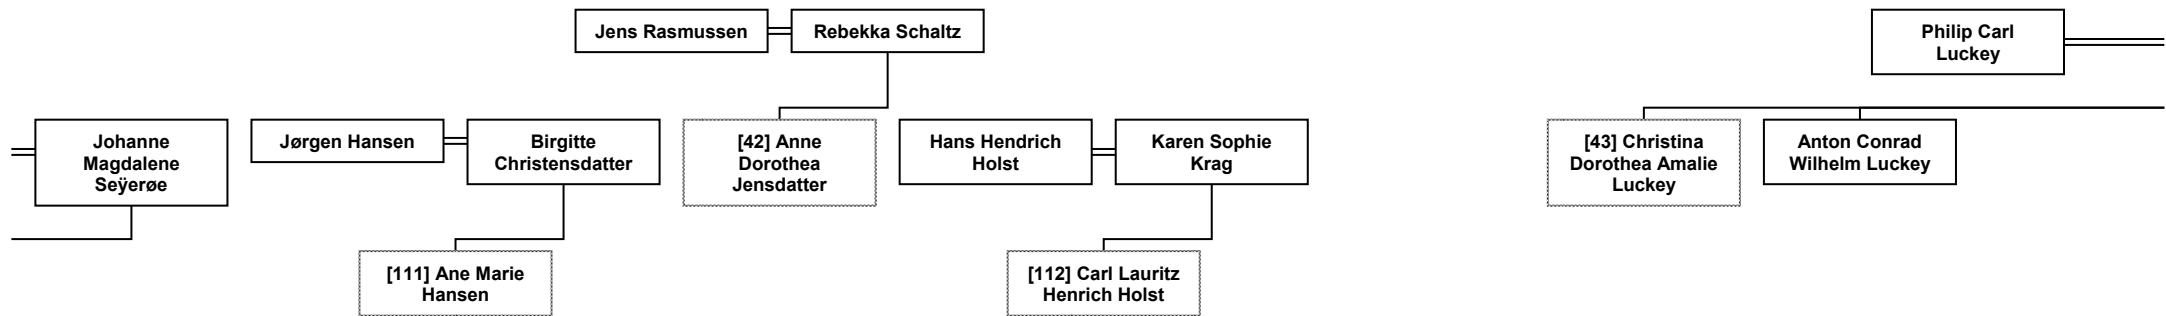 Jens Rasmussen
Rebekka Schaltz
Philip Carl
Luckey
Johanne
Magdalene
Seÿerøe
Jørgen Hansen
Birgitte
Christensdatter
[42] Anne
Dorothea
Jensdatter
Hans Hendrich
Holst
Karen Sophie
Krag
[43] Christina
Dorothea Amalie
Luckey
Anton Conrad
Wilhelm Luckey
[111] Ane Marie
Hansen
[112] Carl Lauritz
Henrich Holst